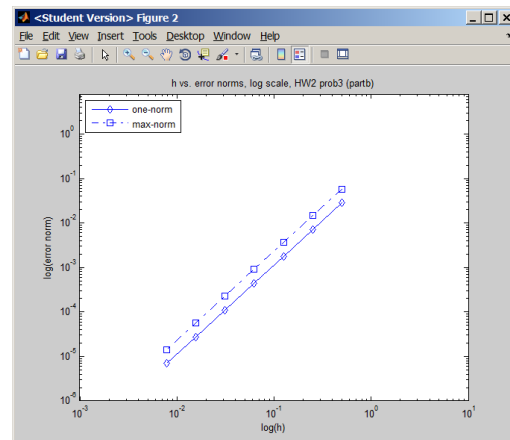 <Student Version> Figure 2
File Edit View Insert Tools Desktop Window Help
h vs. error norms, log scale, HW2 prob3 (partb)
one-norm
max-norm
10^0
10^-1
10^-2
10^-3
10^-4
10^-5
10^-6
log(error norm)
10^-3 10^-2 10^-1 10^0 10^1
log(h)